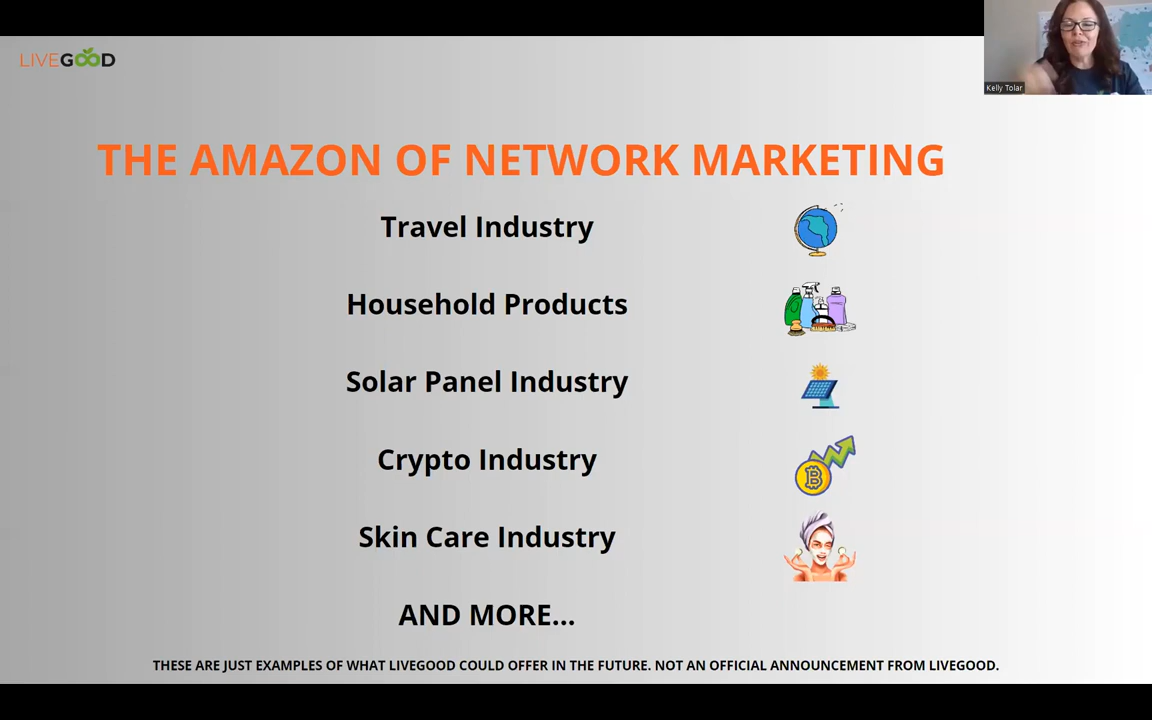 LIVEGOOD
Kelly Tolar
THE AMAZON OF NETWORK MARKETING
Travel Industry
Household Products
Solar Panel Industry
Crypto Industry
Skin Care Industry
AND MORE...
THESE ARE JUST EXAMPLES OF WHAT LIVEGOOD COULD OFFER IN THE FUTURE. NOT AN OFFICIAL ANNOUNCEMENT FROM LIVEGOOD.